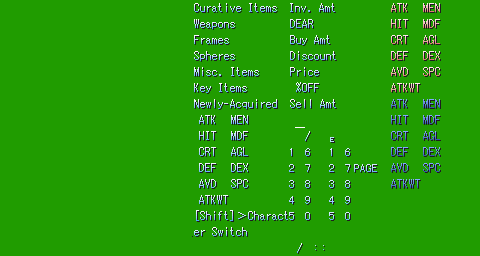 Curative Items Inv. Amt ATK MEN
Weapons DEAR HIT MDF
Frames Buy Amt CRT AGL
Spheres Discount DEF DEX
Misc. Items Price AVD SPC
Key Items %OFF ATKWT
Newly-Acquired Sell Amt ATK MEN
ATK MEN HIT MDF
HIT MDF / E CRT AGL
CRT AGL 1 6 1 6 DEF DEX
DEF DEX 2 7 2 7 PAGE AVD SPC
AVD SPC 3 8 3 8 ATKWT
ATKWT 4 9 4 9
[Shift]>Charact5 0 5 0
er Switch
/ ::